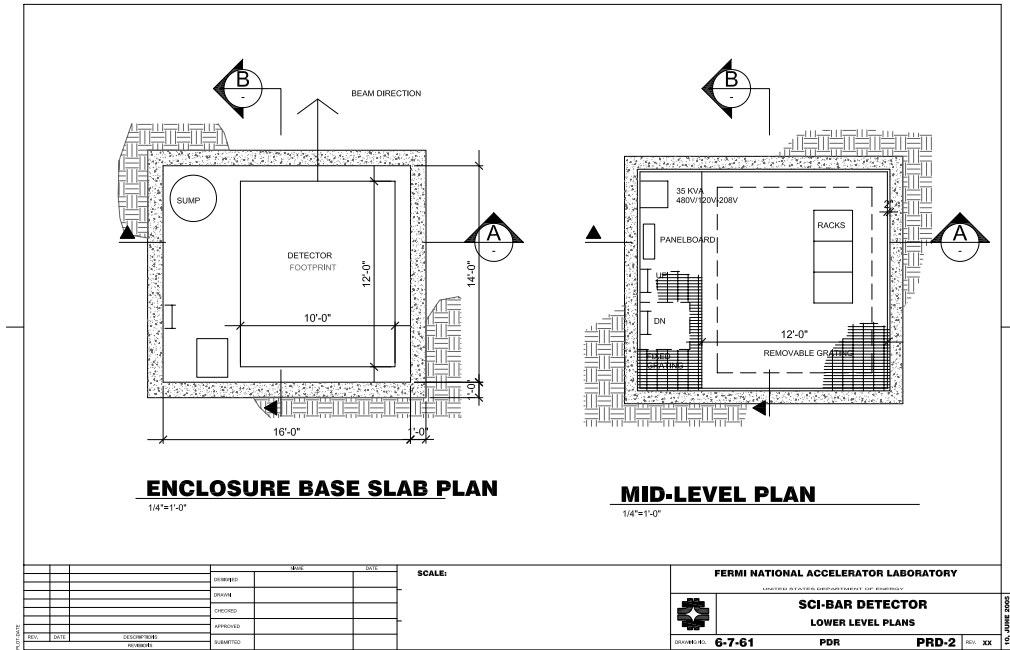 B
-
BEAM DIRECTION
SUMP
DETECTOR
FOOTPRINT
12'-0"
14'-0"
A
-
10'-0"
16'-0"
1'-0"
ENCLOSURE BASE SLAB PLAN
1/4"=1'-0"
B
-
35 KVA
480V/120V-208V
PANELBOARD
RACKS
2"
A
-
UP
DN
12'-0"
FIXED
GRATING
REMOVABLE GRATING
MID-LEVEL PLAN
1/4"=1'-0"
NAME
DATE
DESIGNED
DRAWN
CHECKED
APPROVED
SUBMITTED
REV.
DATE
DESCRIPTIONS
REVISIONS
PLOT-DATE
SCALE:
FERMI NATIONAL ACCELERATOR LABORATORY
UNITED STATES DEPARTMENT OF ENERGY
SCI-BAR DETECTOR
LOWER LEVEL PLANS
DRAWING NO. 6-7-61 PDR PRD-2 REV. XX
10, JUNE 2005